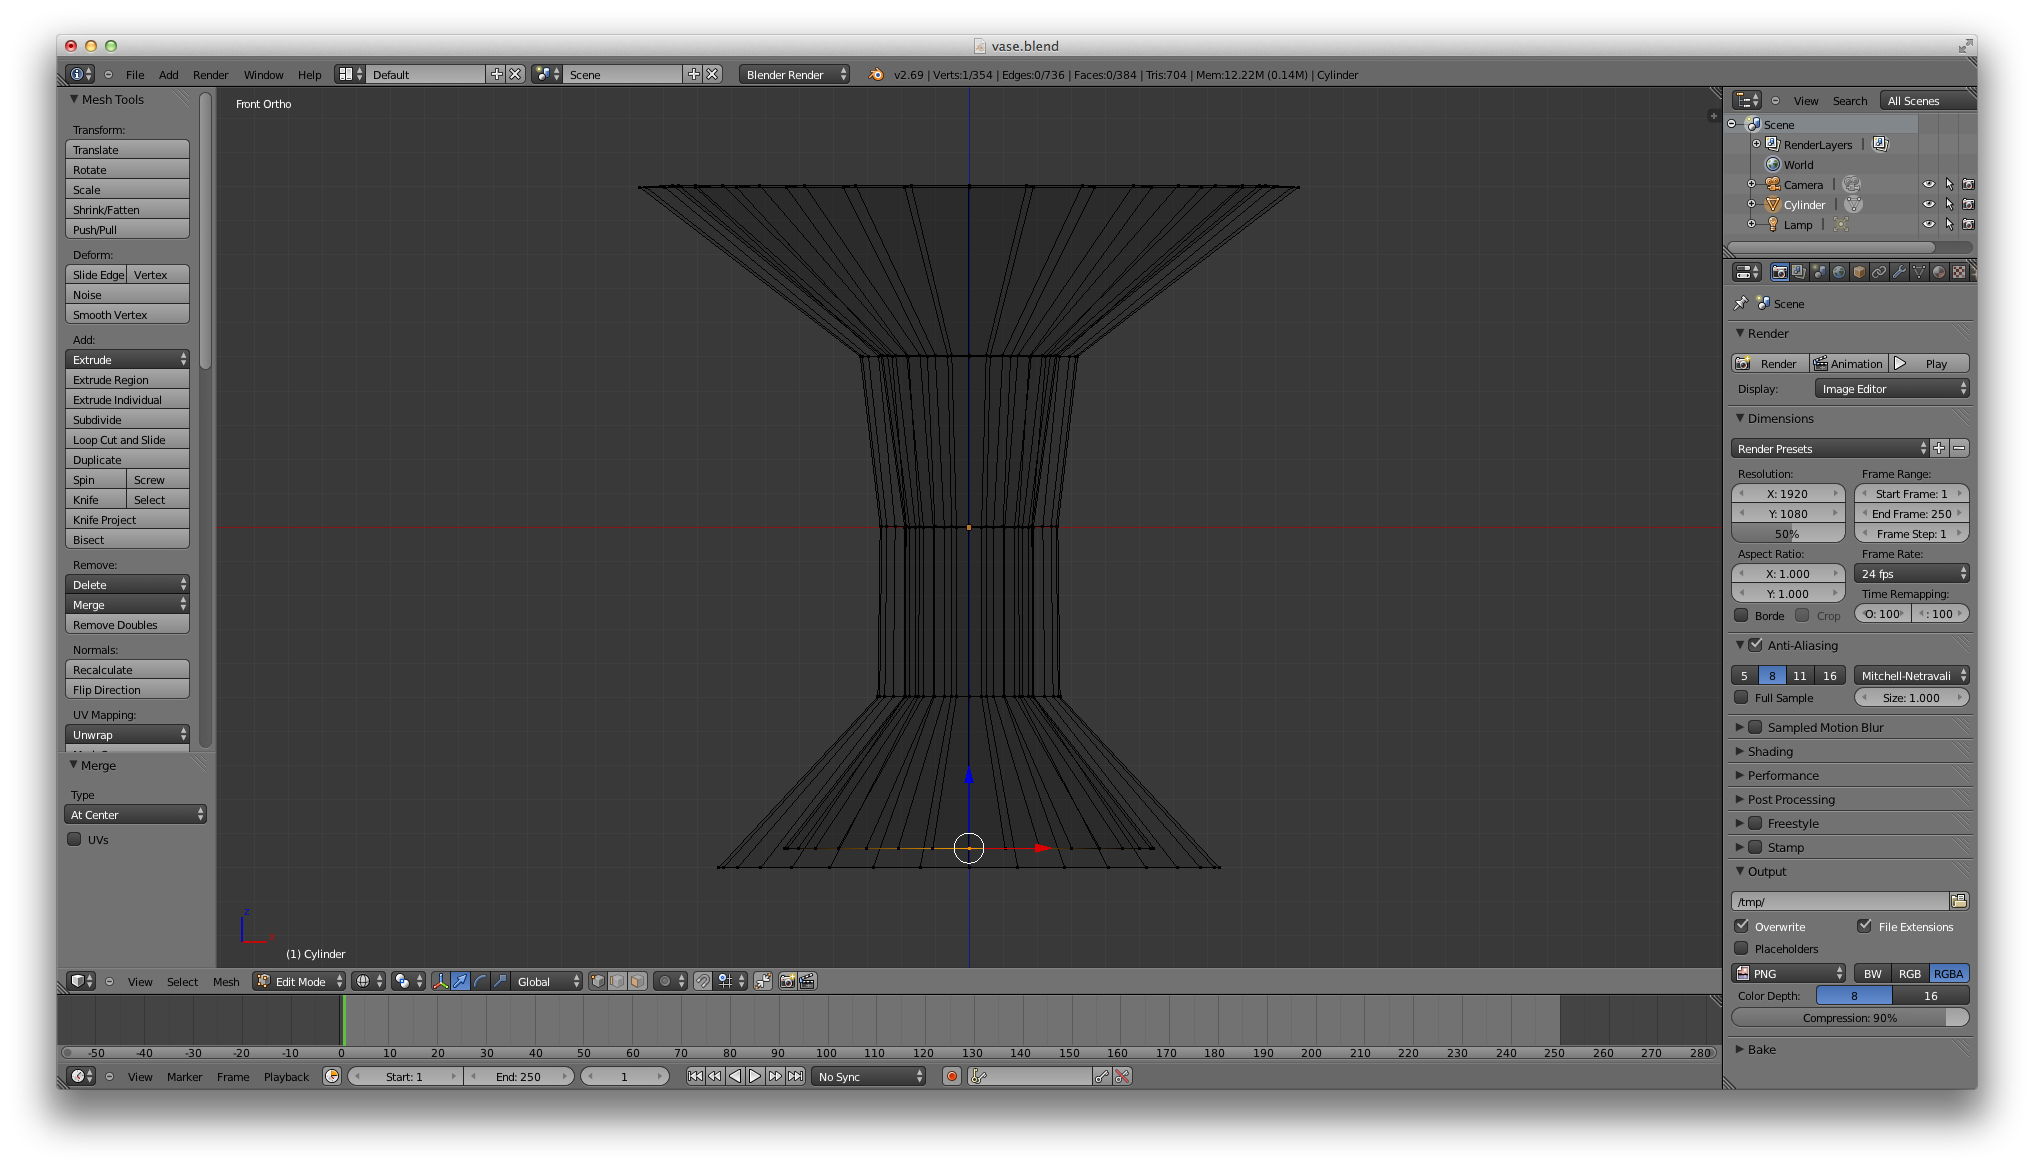 vase.blend
File Add Render Window Help Default Scene Blender Render v2.69 | Verts:1/354 | Edges:0/736 | Faces:0/384 | Tris:704 | Mem:12.22M (0.14M) | Cylinder
Mesh Tools
Transform:
Translate
Rotate
Scale
Shrink/Fatten
Push/Pull
Deform:
Slide Edge Vertex
Noise
Smooth Vertex
Add:
Extrude
Extrude Region
Extrude Individual
Subdivide
Loop Cut and Slide
Duplicate
Spin Screw
Knife Select
Knife Project
Bisect
Remove:
Delete
Merge
Remove Doubles
Normals:
Recalculate
Flip Direction
UV Mapping:
Unwrap
Merge
Type
At Center
UVs
Front Ortho
z
x
(1) Cylinder
View Select Mesh Edit Mode Global
-50 -40 -30 -20 -10 0 10 20 30 40 50 60 70 80 90 100 110 120 130 140 150 160 170 180 190 200 210 220 230 240 250 260 270 280
View Marker Frame Playback Start: 1 End: 250 1 No Sync
View Search All Scenes
Scene
RenderLayers
World
Camera
Cylinder
Lamp
Scene
Render
Render Animation Play
Display: Image Editor
Dimensions
Render Presets
Resolution: Frame Range:
X: 1920 Start Frame: 1
Y: 1080 End Frame: 250
50% Frame Step: 1
Aspect Ratio: Frame Rate:
X: 1.000 24 fps
Y: 1.000 Time Remapping:
Borde Crop O: 100 : 100
Anti-Aliasing
5 8 11 16 Mitchell-Netravali
Full Sample Size: 1.000
Sampled Motion Blur
Shading
Performance
Post Processing
Freestyle
Stamp
Output
/tmp/
Overwrite File Extensions
Placeholders
PNG BW RGB RGBA
Color Depth: 8 16
Compression: 90%
Bake